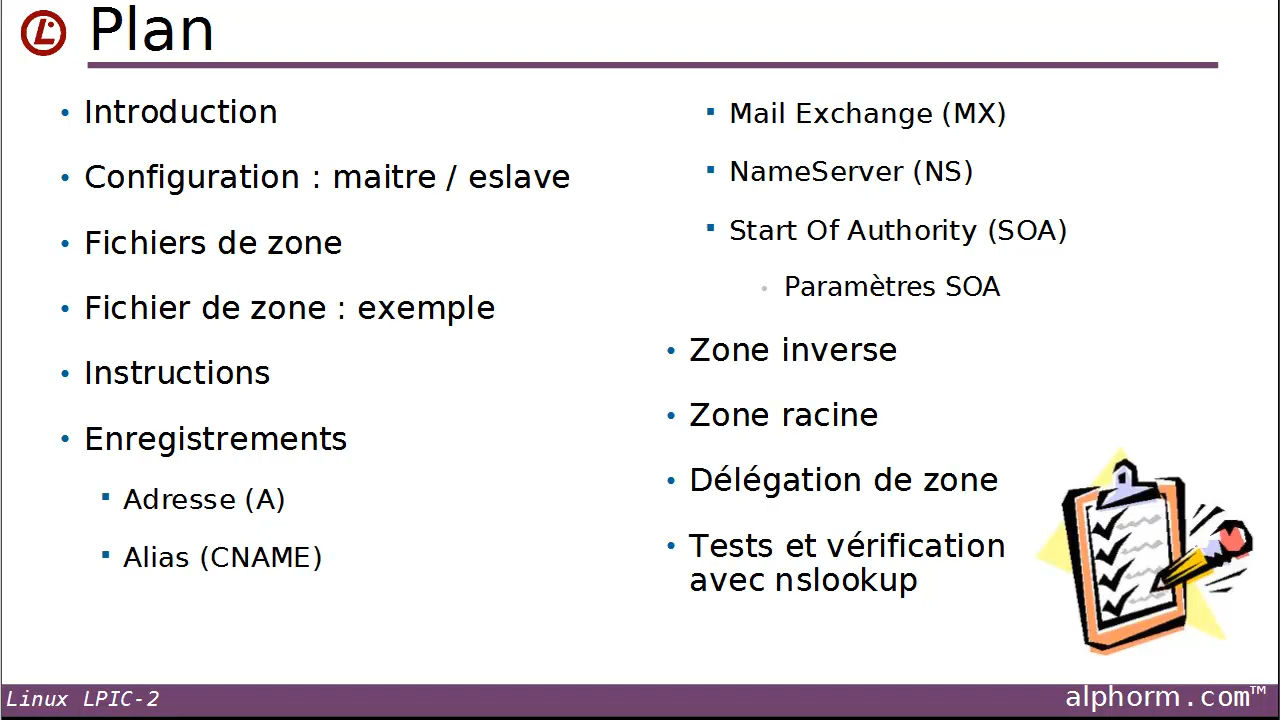 Plan
Introduction
Configuration : maitre / eslave
Fichiers de zone
Fichier de zone : exemple
Instructions
Enregistrements
Adresse (A)
Alias (CNAME)
Mail Exchange (MX)
NameServer (NS)
Start Of Authority (SOA)
Paramètres SOA
Zone inverse
Zone racine
Délégation de zone
Tests et vérification
avec nslookup
Linux LPIC-2
alphorm.com™